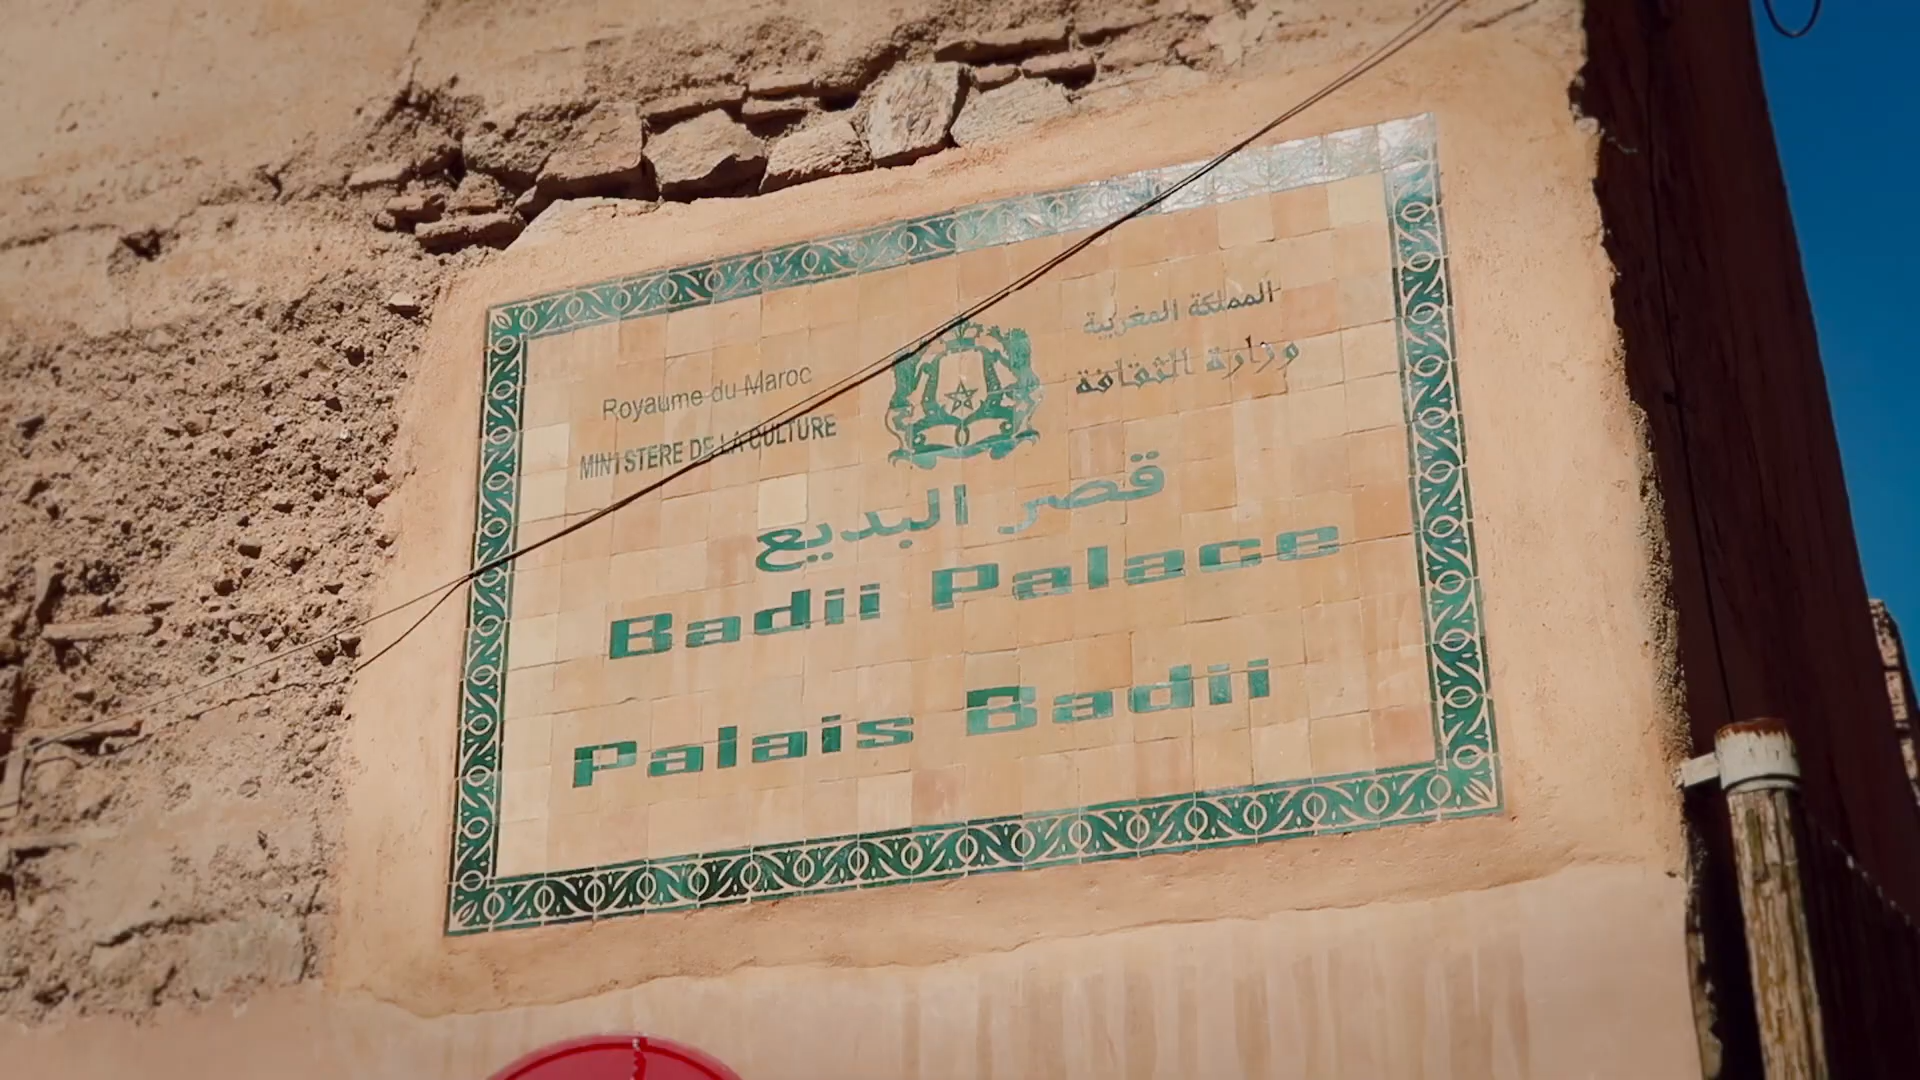 Royaume du Maroc
MINISTERE DE LA CULTURE
المملكة المغربية
وزارة الثقافة
قصر البديع
Badii Palace
Palais Badii